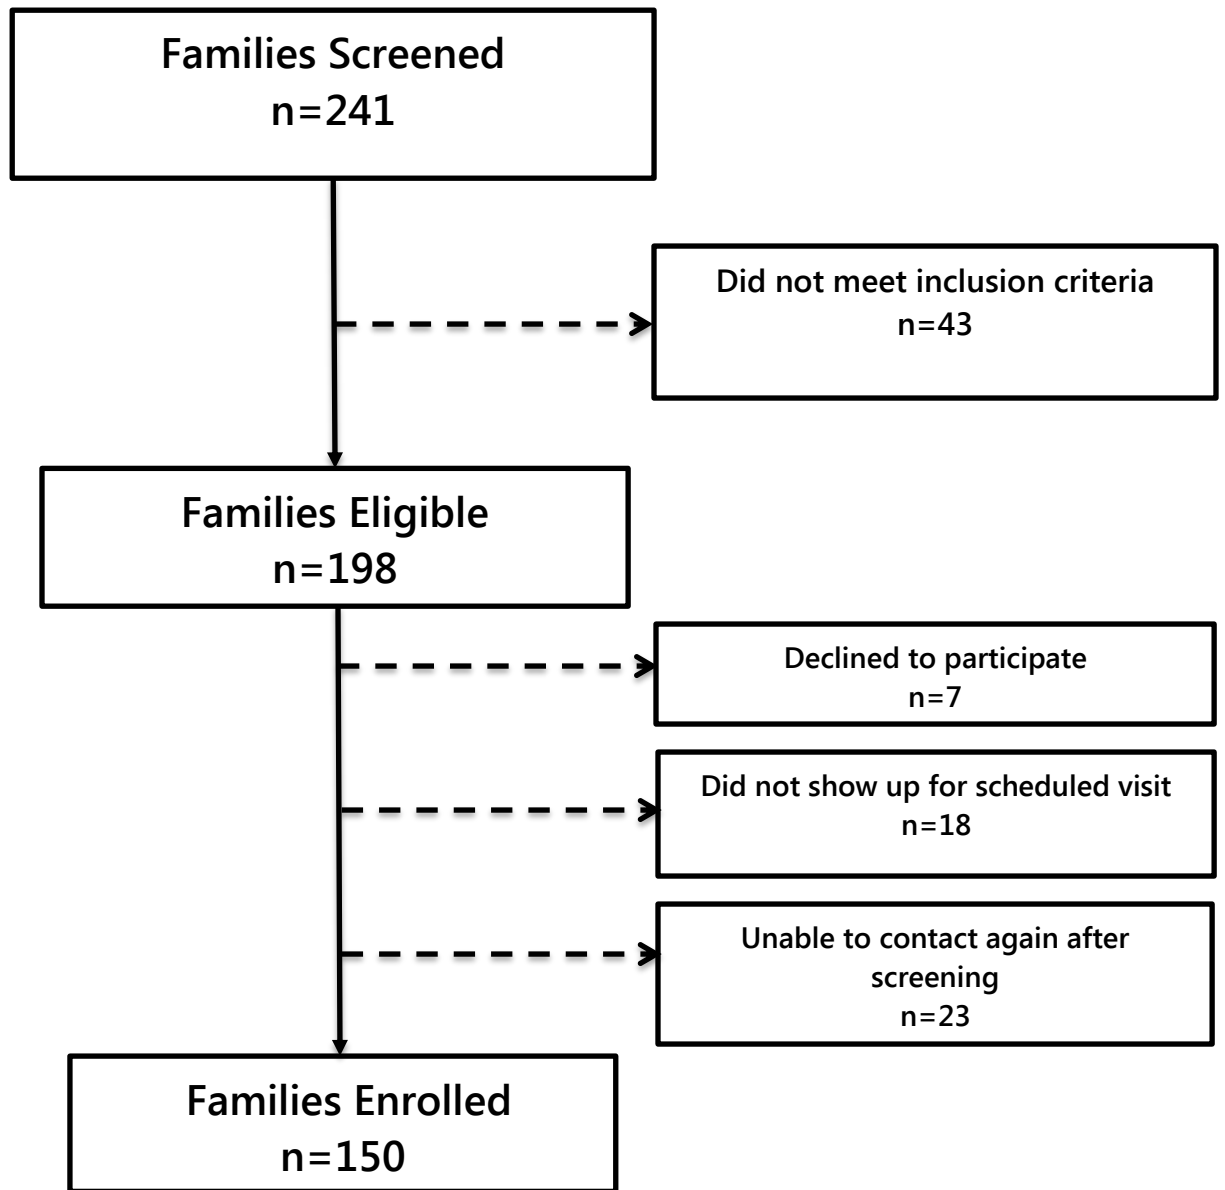 Families Screened
n=241
Did not meet inclusion criteria
n=43
Families Eligible
n=198
Declined to participate
n=7
Did not show up for scheduled visit
n=18
Unable to contact again after
screening
n=23
Families Enrolled
n=150